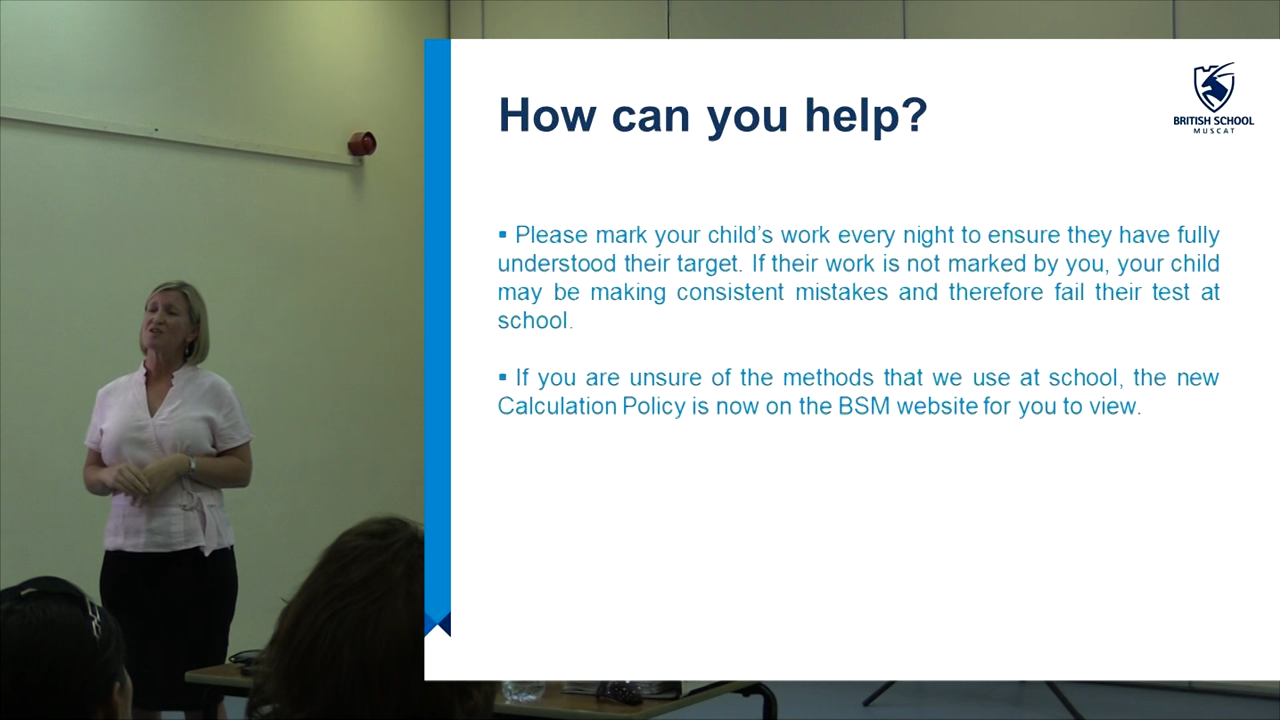 How can you help?
BRITISH SCHOOL
MUSCAT
▪ Please mark your child’s work every night to ensure they have fully
understood their target. If their work is not marked by you, your child
may be making consistent mistakes and therefore fail their test at
school.
▪ If you are unsure of the methods that we use at school, the new
Calculation Policy is now on the BSM website for you to view.